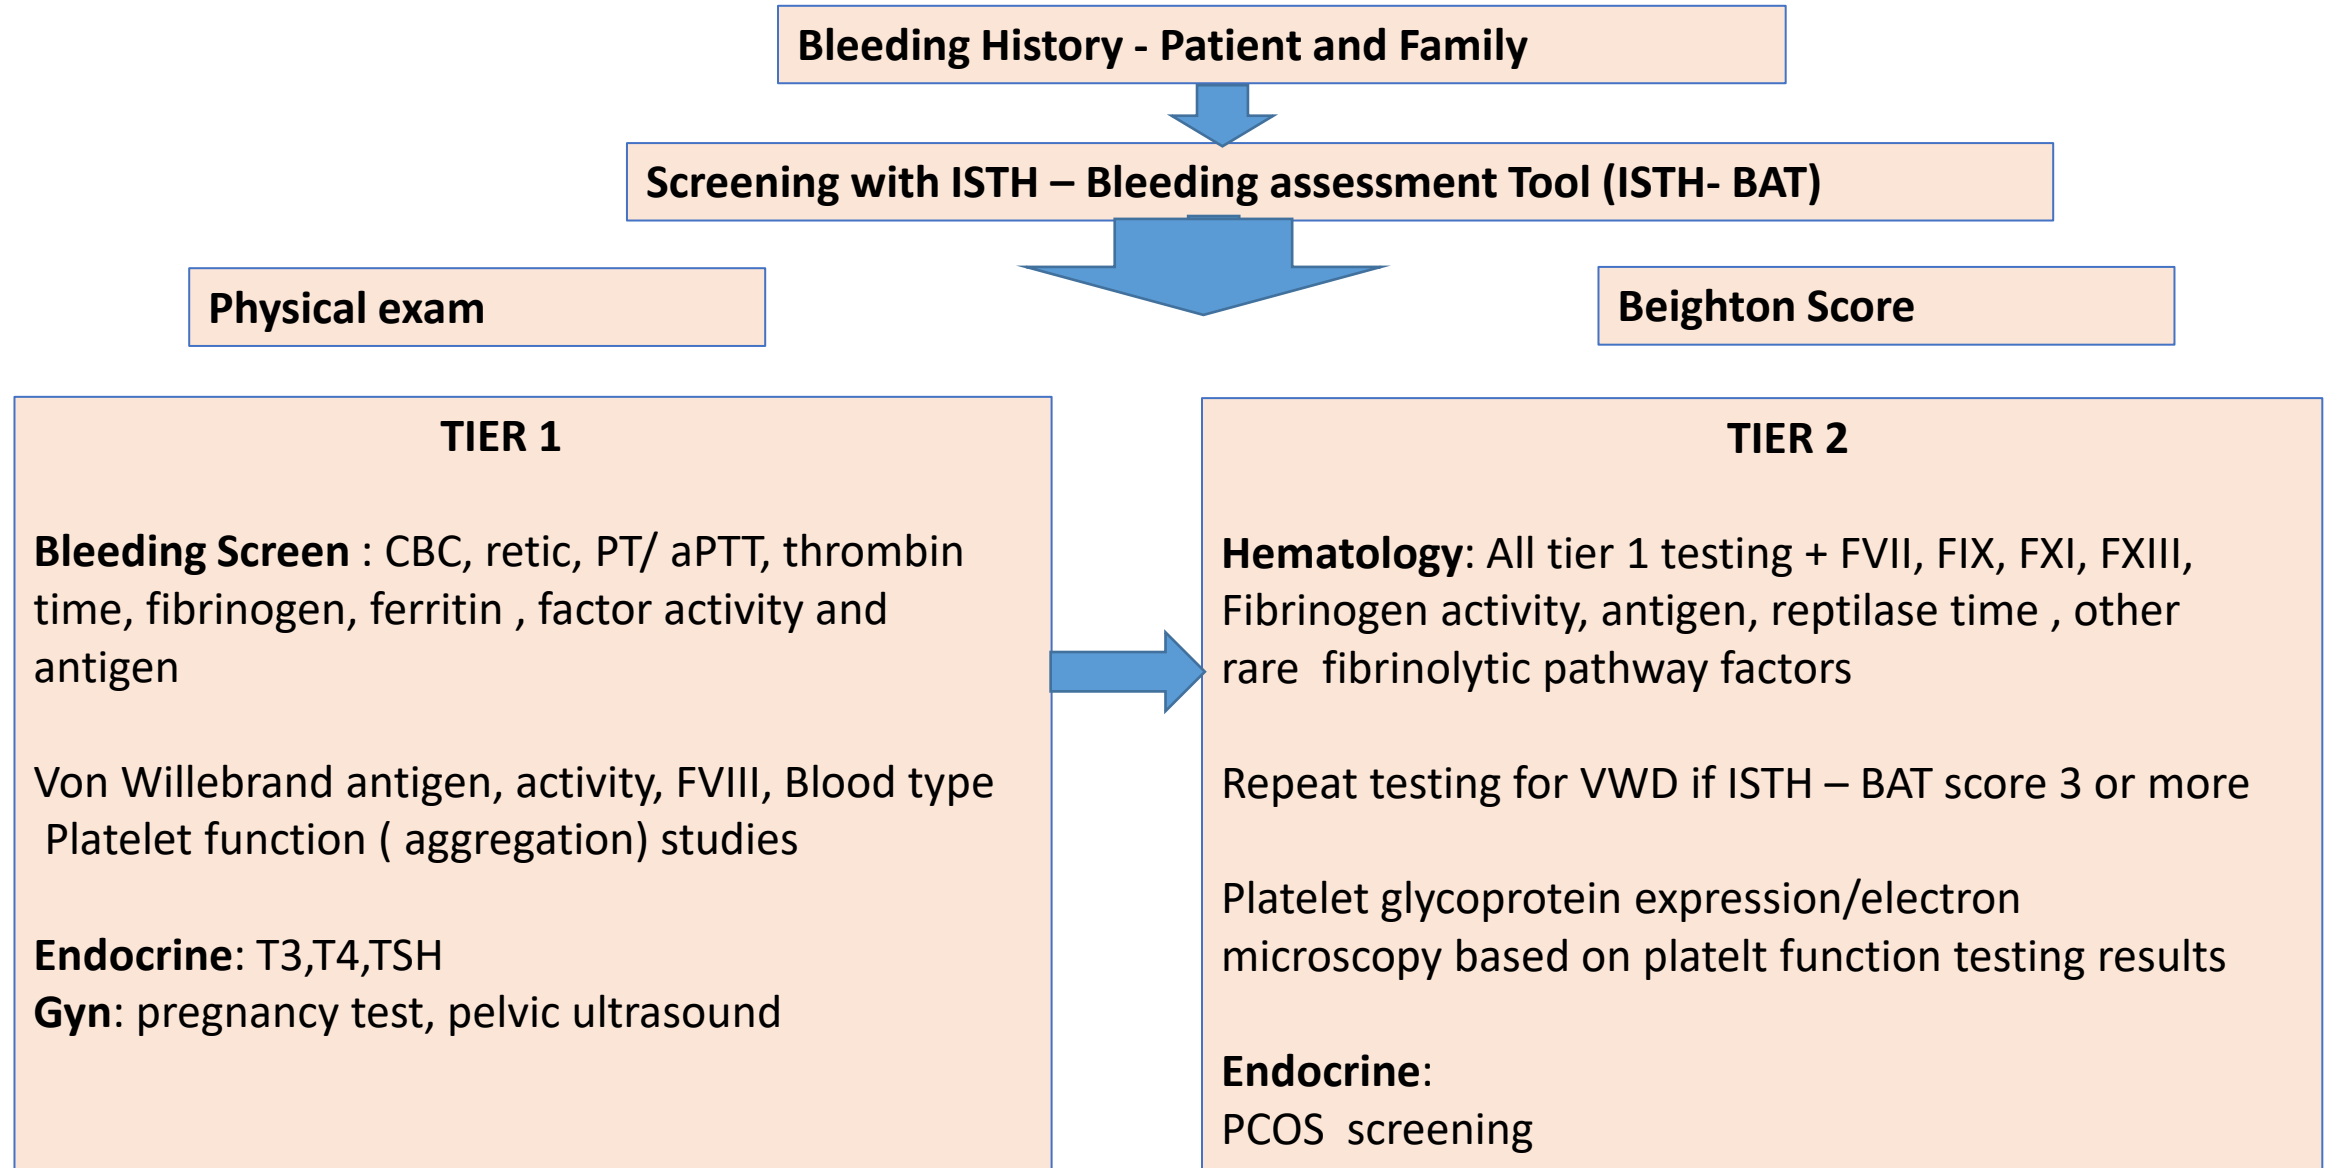 Bleeding History - Patient and Family
Screening with ISTH – Bleeding assessment Tool (ISTH- BAT)
Physical exam
Beighton Score
TIER 1
Bleeding Screen : CBC, retic, PT/ aPTT, thrombin
time, fibrinogen, ferritin , factor activity and
antigen
Von Willebrand antigen, activity, FVIII, Blood type
Platelet function ( aggregation) studies
Endocrine: T3,T4,TSH
Gyn: pregnancy test, pelvic ultrasound
TIER 2
Hematology: All tier 1 testing + FVII, FIX, FXI, FXIII,
Fibrinogen activity, antigen, reptilase time , other
rare  fibrinolytic pathway factors
Repeat testing for VWD if ISTH – BAT score 3 or more
Platelet glycoprotein expression/electron
microscopy based on platelt function testing results
Endocrine:
PCOS  screening